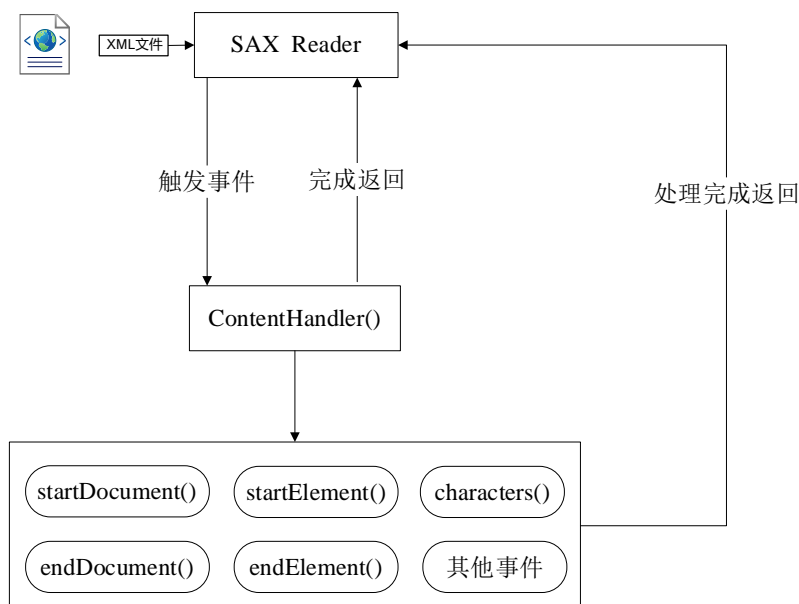 XML文件
SAX Reader
触发事件
完成返回
处理完成返回
ContentHandler()
startDocument()
startElement()
characters()
endDocument()
endElement()
其他事件